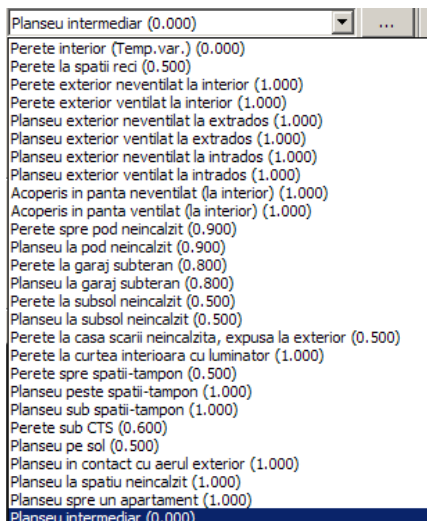 Planseu intermediar (0.000)
...
Perete interior (Temp.var.) (0.000)
Perete la spatii reci (0.500)
Perete exterior neventilat la interior (1.000)
Perete exterior ventilat la interior (1.000)
Planseu exterior neventilat la extrados (1.000)
Planseu exterior ventilat la extrados (1.000)
Planseu exterior neventilat la intrados (1.000)
Planseu exterior ventilat la intrados (1.000)
Acoperis in panta neventilat (la interior) (1.000)
Acoperis in panta ventilat (la interior) (1.000)
Perete spre pod neincalzit (0.900)
Planseu la pod neincalzit (0.900)
Perete la garaj subteran (0.800)
Planseu la garaj subteran (0.800)
Perete la subsol neincalzit (0.500)
Planseu la subsol neincalzit (0.500)
Perete la casa scarii neincalzita, expusa la exterior (0.500)
Perete la curtea interioara cu luminator (1.000)
Perete spre spatii-tampon (0.500)
Planseu peste spatii-tampon (1.000)
Planseu sub spatii-tampon (1.000)
Perete sub CTS (0.600)
Planseu pe sol (0.500)
Planseu in contact cu aerul exterior (1.000)
Planseu la spatiu neincalzit (1.000)
Planseu spre un apartament (1.000)
Planseu intermediar (0.000)